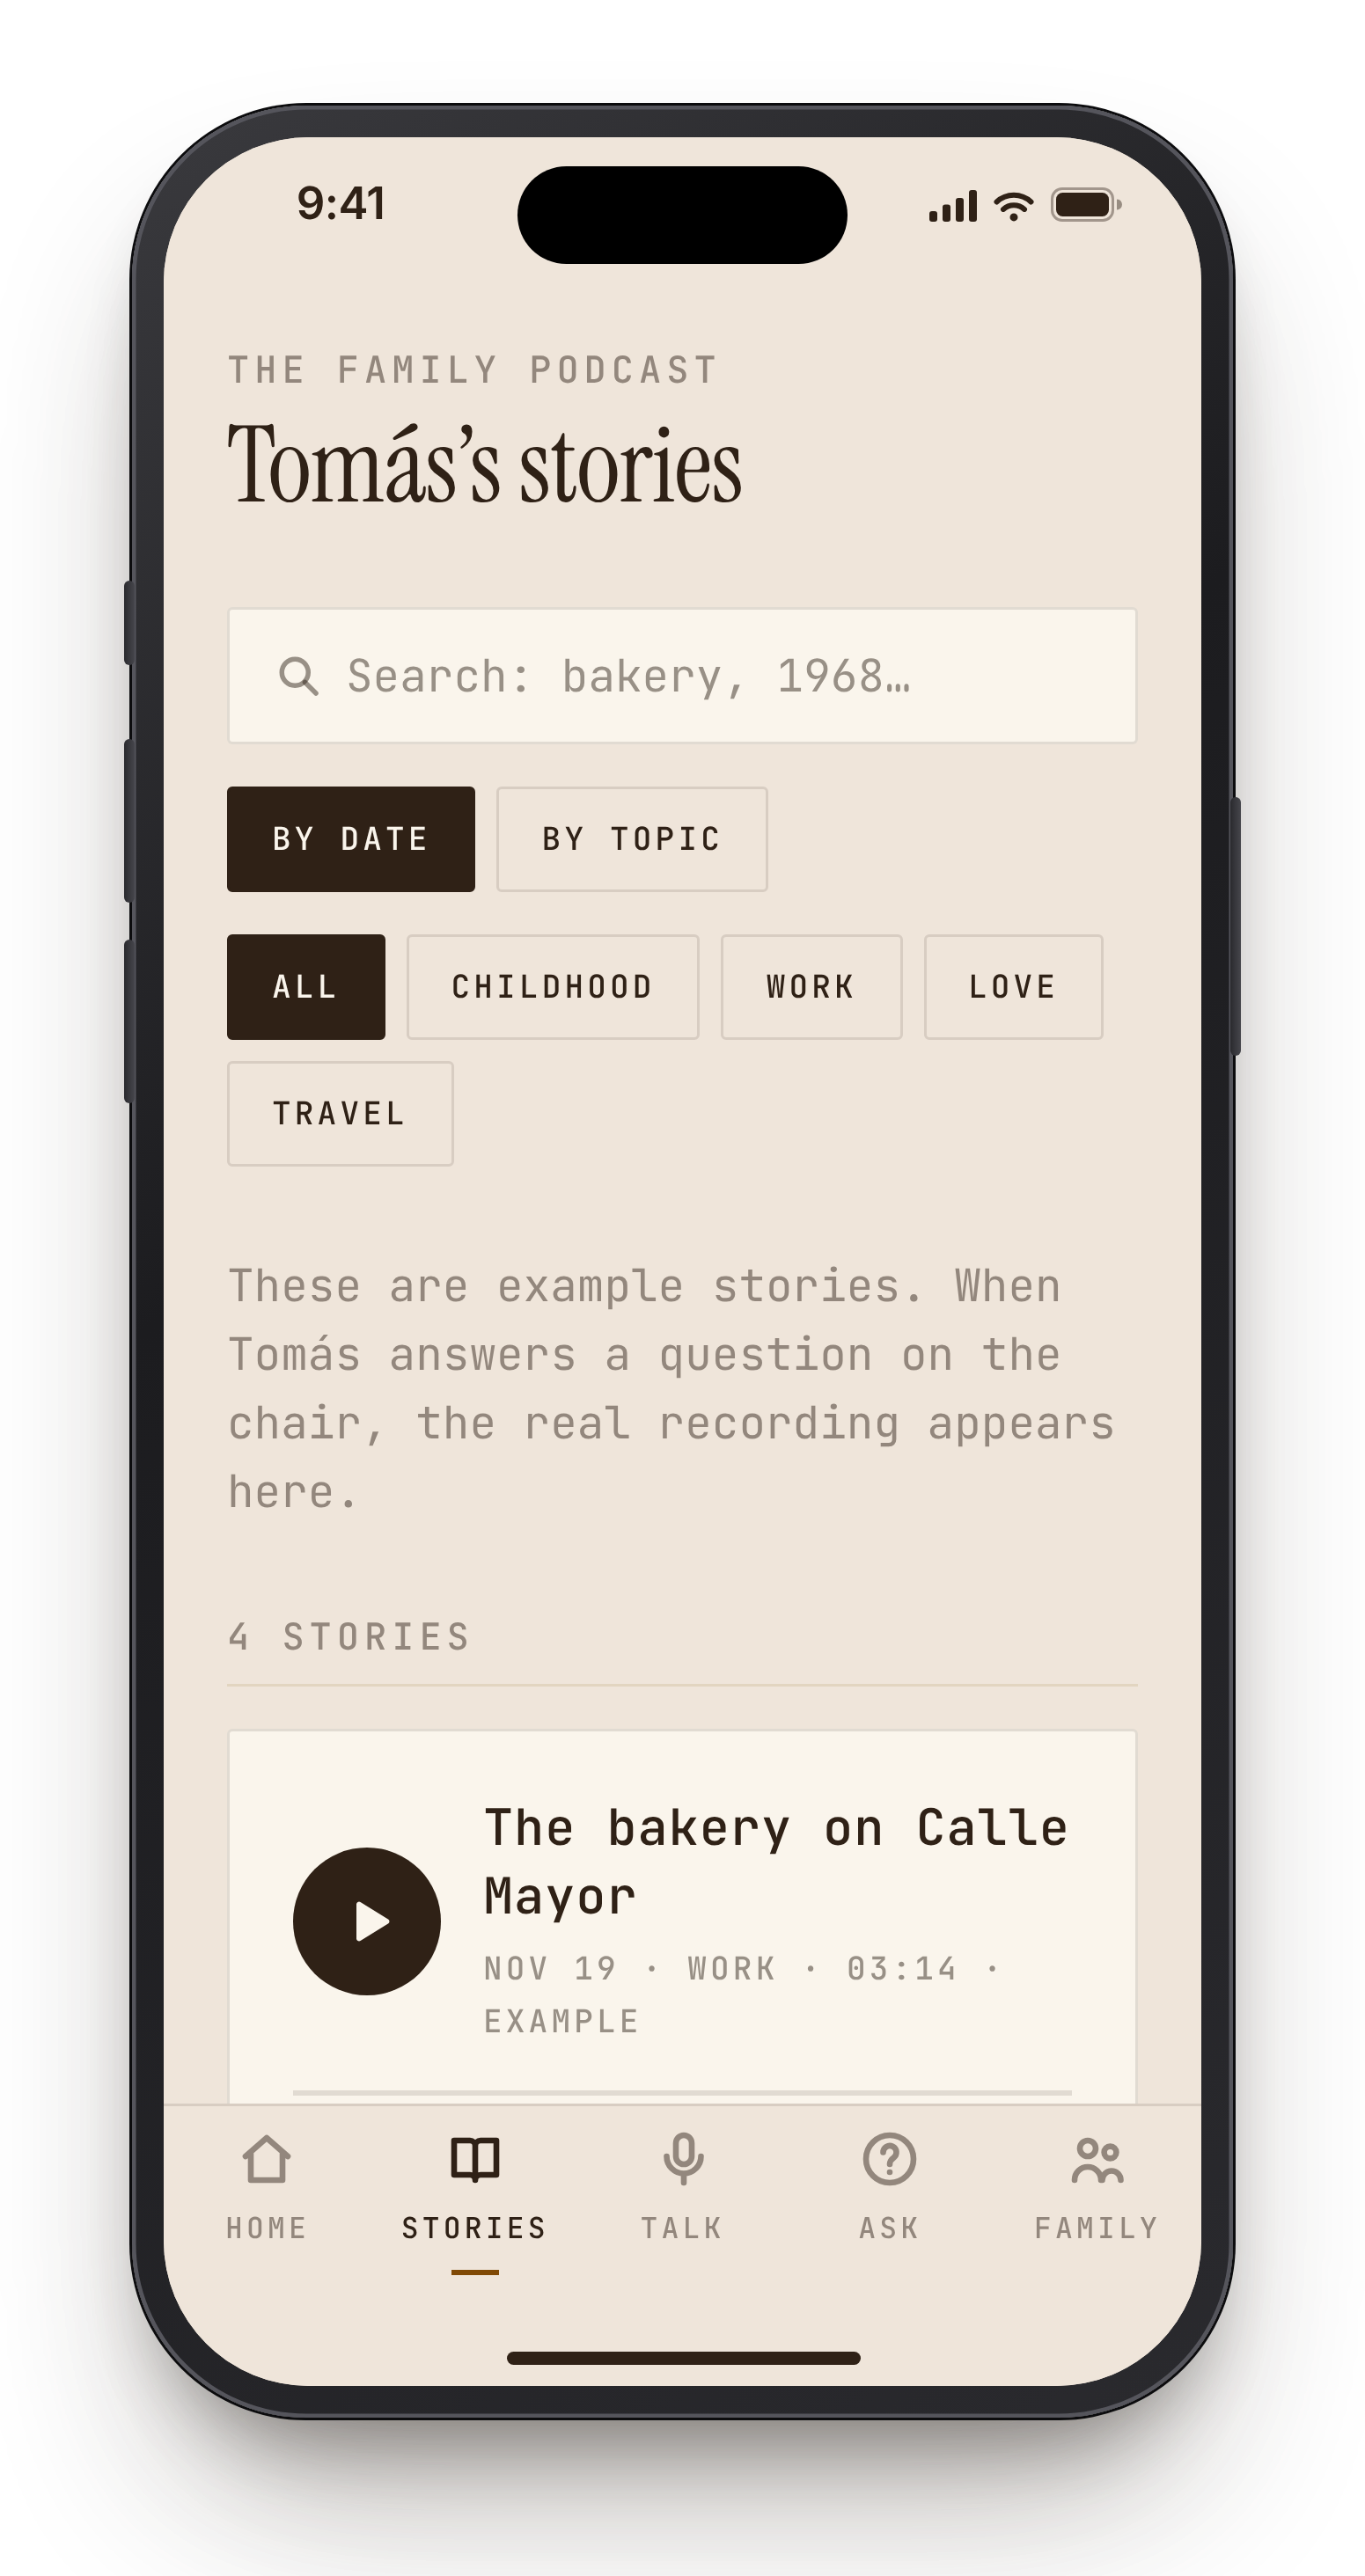 9:41
THE FAMILY PODCAST
Tomás’s stories
Search: bakery, 1968…
BY DATE BY TOPIC
ALL CHILDHOOD WORK LOVE
TRAVEL
These are example stories. When
Tomás answers a question on the
chair, the real recording appears
here.
4 STORIES
The bakery on Calle
Mayor
NOV 19 · WORK · 03:14 ·
EXAMPLE
HOME STORIES TALK ASK FAMILY